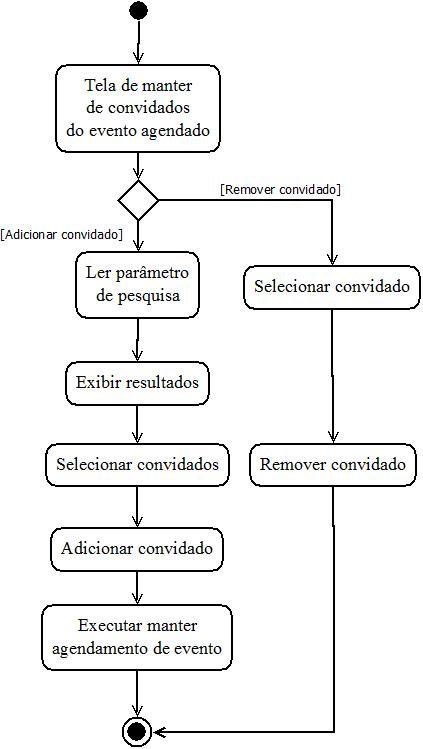 Tela de manter
de convidados
do evento agendado
[Remover convidado]
[Adicionar convidado]
Ler parâmetro
de pesquisa
Selecionar convidado
Exibir resultados
Selecionar convidados
Remover convidado
Adicionar convidado
Executar manter
agendamento de evento